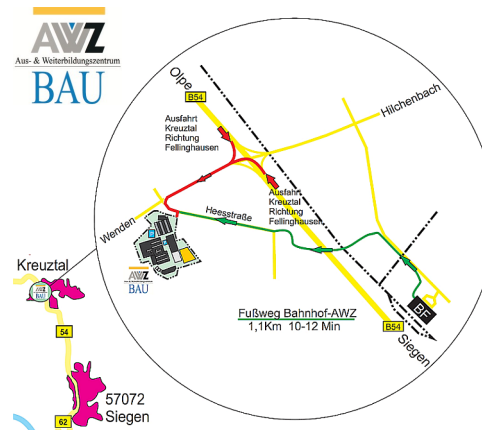 AWZ
Aus- & Weiterbildungszentrum
BAU
Olpe
B54
Ausfahrt
Kreuztal
Richtung
Fellinghausen
Hilchenbach
Ausfahrt
Kreuztal
Richtung
Fellinghausen
Heesstraße
Wenden
AWZ
BAU
Kreuztal
AWZ
BAU
BF
Fußweg Bahnhof-AWZ
1,1Km 10-12 Min
B54
Siegen
54
57072
Siegen
62